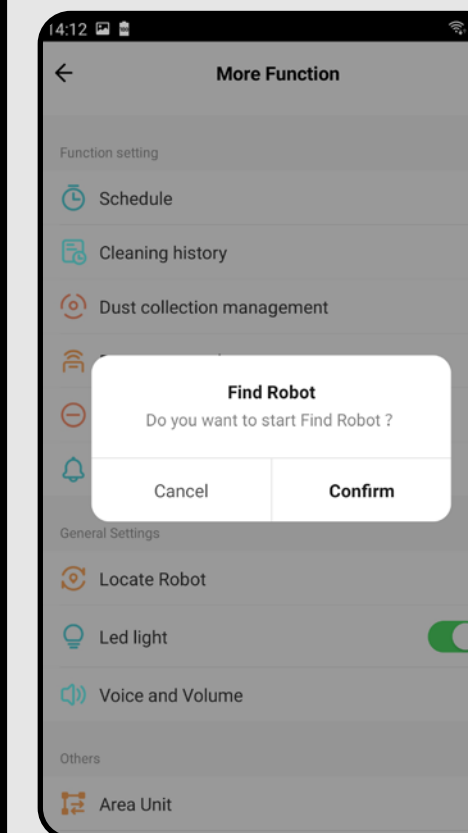 14:12
More Function
Function setting
Schedule
Cleaning history
Dust collection management
Find Robot
Do you want to start Find Robot ?
Cancel
Confirm
General Settings
Locate Robot
Led light
Voice and Volume
Others
Area Unit